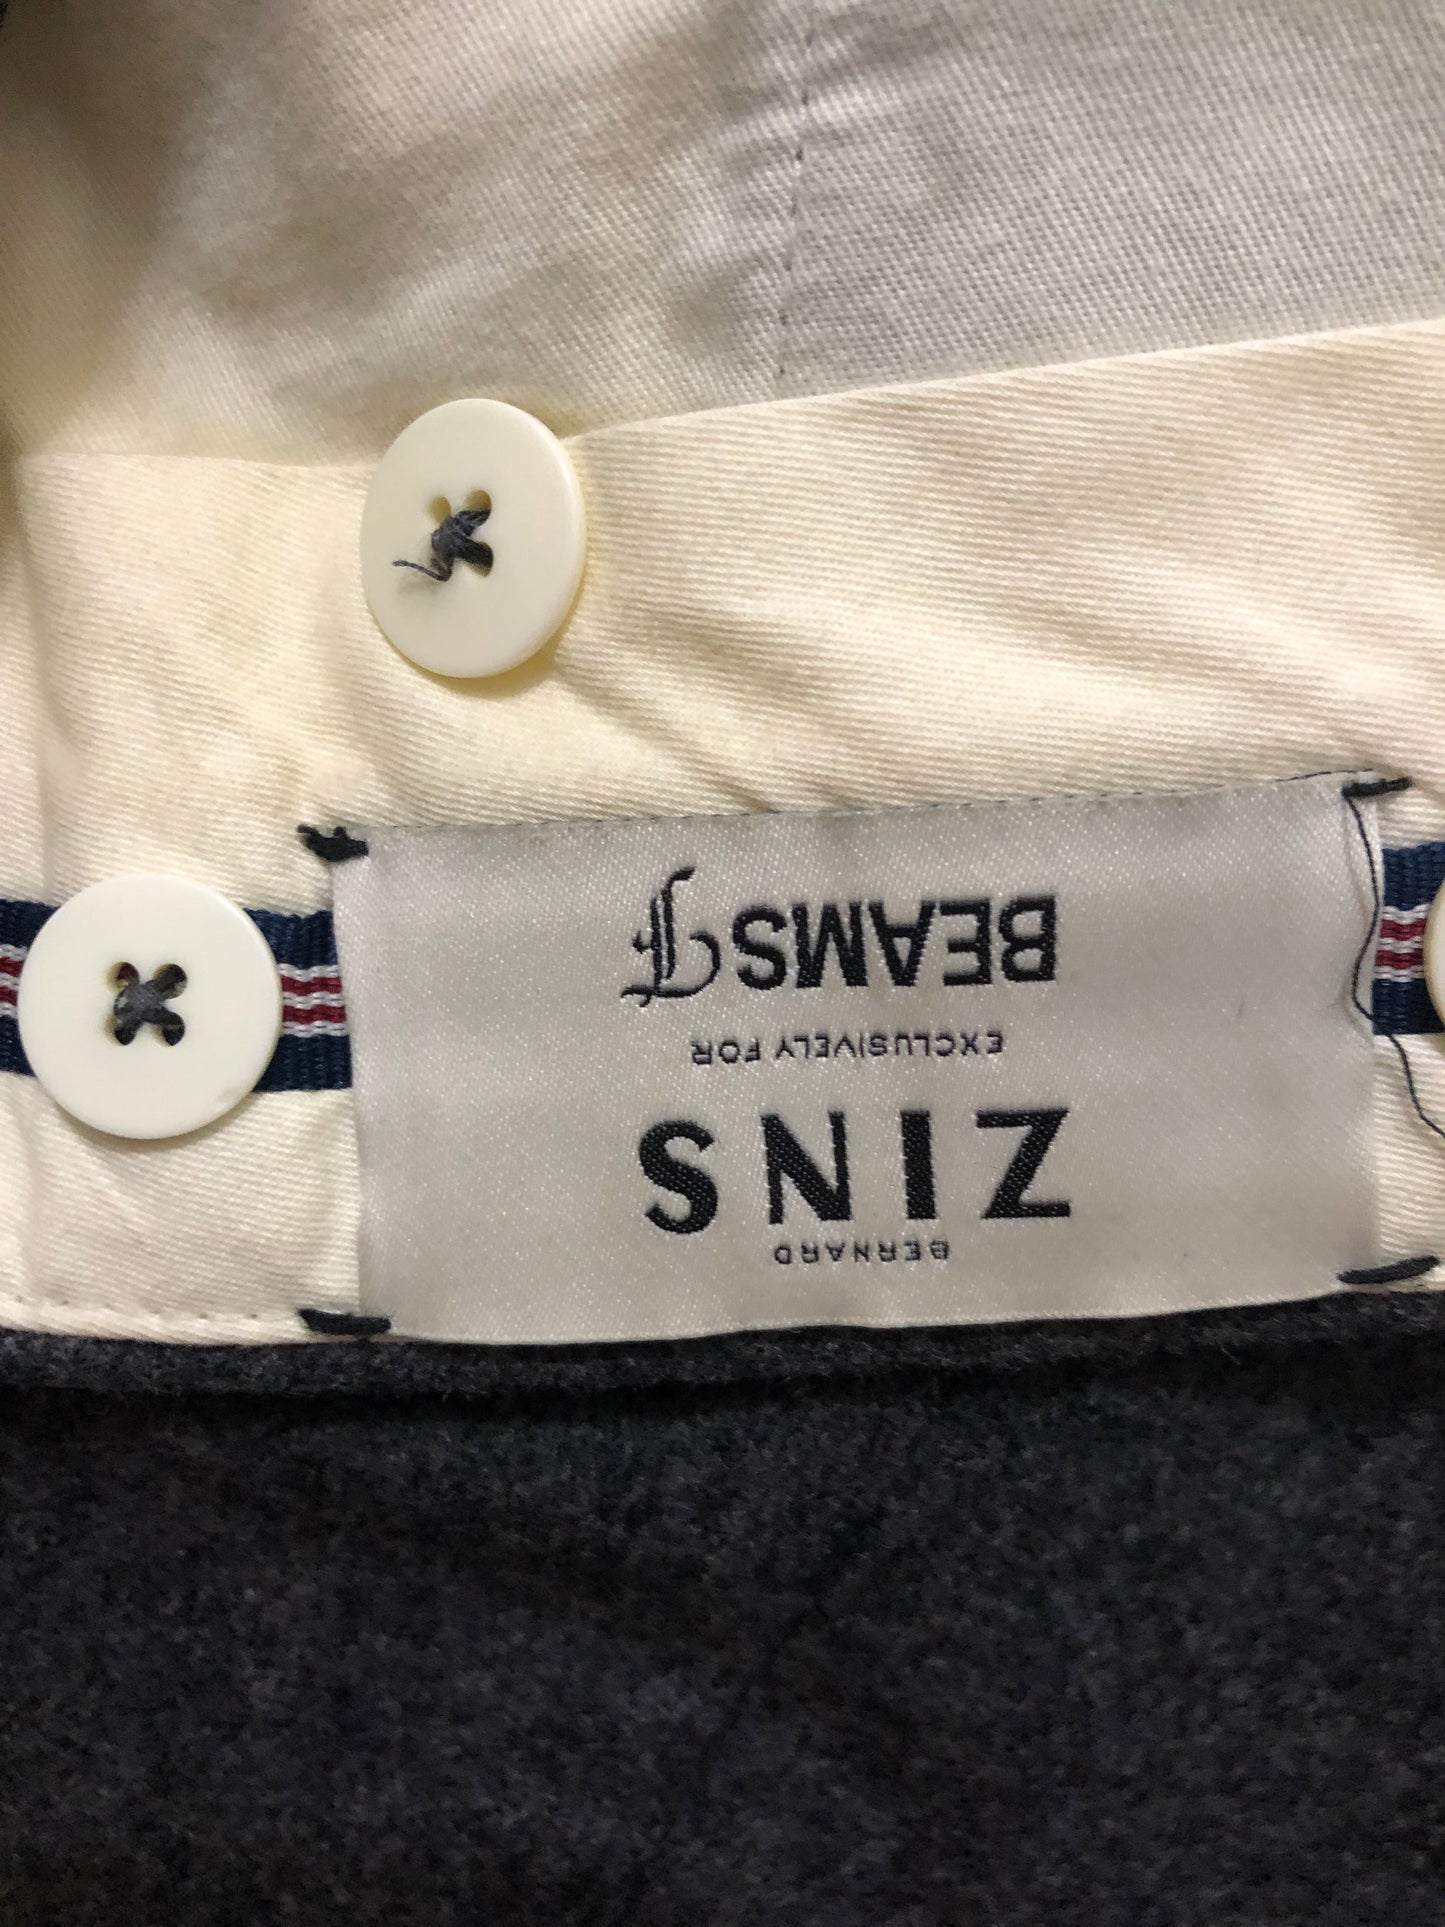 BERNARD
ZINS
EXCLUSIVELY FOR
BEAMS F